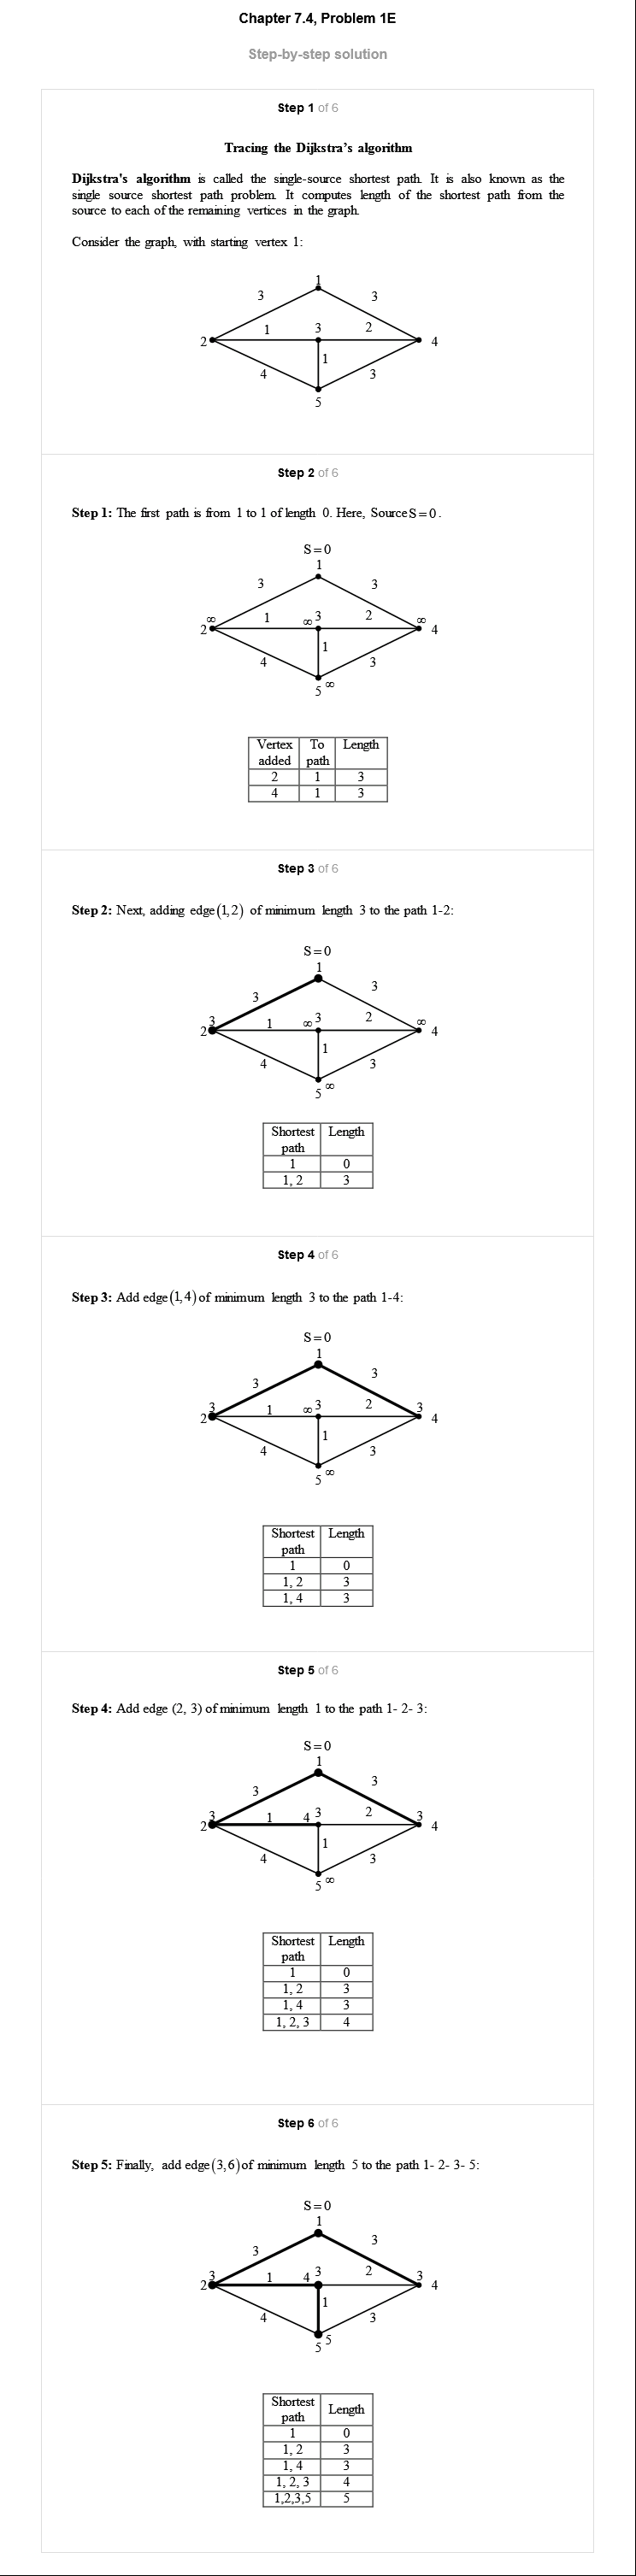 Chapter 7.4, Problem 1E
Step-by-step solution
Step 1 of 6
Tracing the Dijkstra's algorithm
Dijkstra's algorithm is called the single-source shortest path. It is also known as the
single source shortest path problem. It computes length of the shortest path from the
source to each of the remaining vertices in the graph.
Consider the graph, with starting vertex 1:
1
3 3
2 1 3 2 4
1
4 3
5
Step 2 of 6
Step 1: The first path is from 1 to 1 of length 0. Here, Source S=0.
S=0
1
3 3
∞ 1 ∞ 3 2 ∞
2 4
1
4 3
5 ∞
Vertex To Length
added path
2 1 3
4 1 3
Step 3 of 6
Step 2: Next, adding edge (1,2) of minimum length 3 to the path 1-2:
S=0
1
3 3
3 1 ∞ 3 2 ∞
2 4
1
4 3
5 ∞
Shortest Length
path
1 0
1, 2 3
Step 4 of 6
Step 3: Add edge (1,4) of minimum length 3 to the path 1-4:
S=0
1
3 3
3 1 ∞ 3 2 3
2 4
1
4 3
5 ∞
Shortest Length
path
1 0
1, 2 3
1, 4 3
Step 5 of 6
Step 4: Add edge (2, 3) of minimum length 1 to the path 1- 2- 3:
S=0
1
3 3
3 1 4 3 2 3
2 4
1
4 3
5 ∞
Shortest Length
path
1 0
1, 2 3
1, 4 3
1, 2, 3 4
Step 6 of 6
Step 5: Finally, add edge (3,6) of minimum length 5 to the path 1- 2- 3- 5:
S=0
1
3 3
3 1 4 3 2 3
2 4
1
4 3
5 5
Shortest Length
path
1 0
1, 2 3
1, 4 3
1, 2, 3 4
1,2,3,5 5